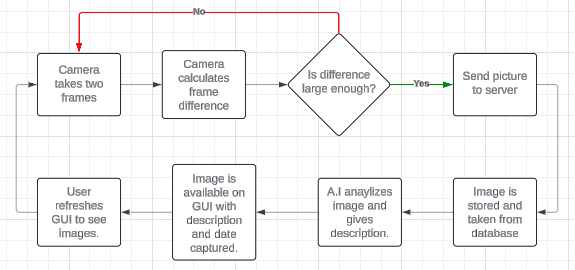 No
Camera
takes two
frames
Camera
calculates
frame
difference
Is difference
large enough?
Yes
Send picture
to server
User
refreshes
GUI to see
images.
Image is
available on
GUI with
description
and date
captured.
A.I anaylizes
image and
gives
description.
Image is
stored and
taken from
database